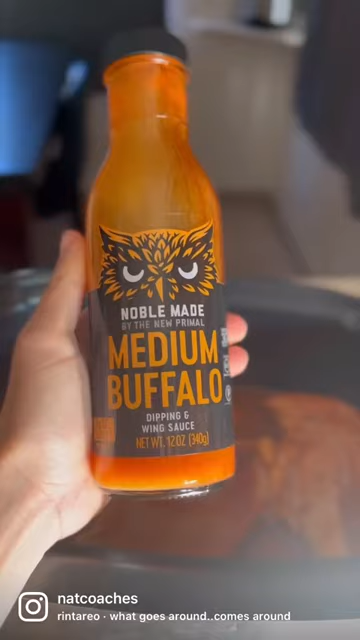 NOBLE MADE
BY THE NEW PRIMAL
MEDIUM
BUFFALO
DIPPING &
WING SAUCE
NET WT. 12 OZ (340g)
natcoaches
rintareo · what goes around..comes around